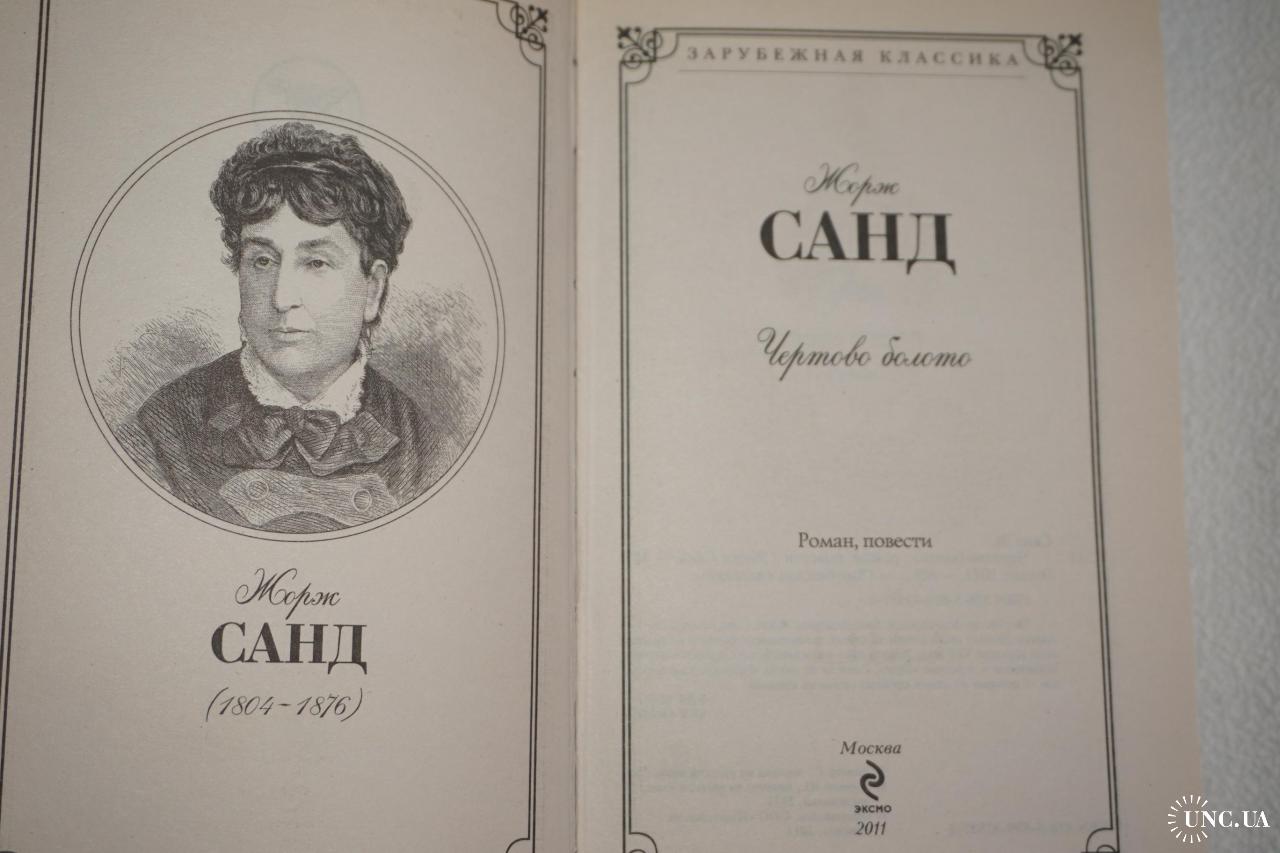 Жорж
САНД
(1804–1876)
ЗАРУБЕЖНАЯ КЛАССИКА
Жорж
САНД
Чертово болото
Роман, повести
Москва
ЭКСМО
2011
UNC.UA